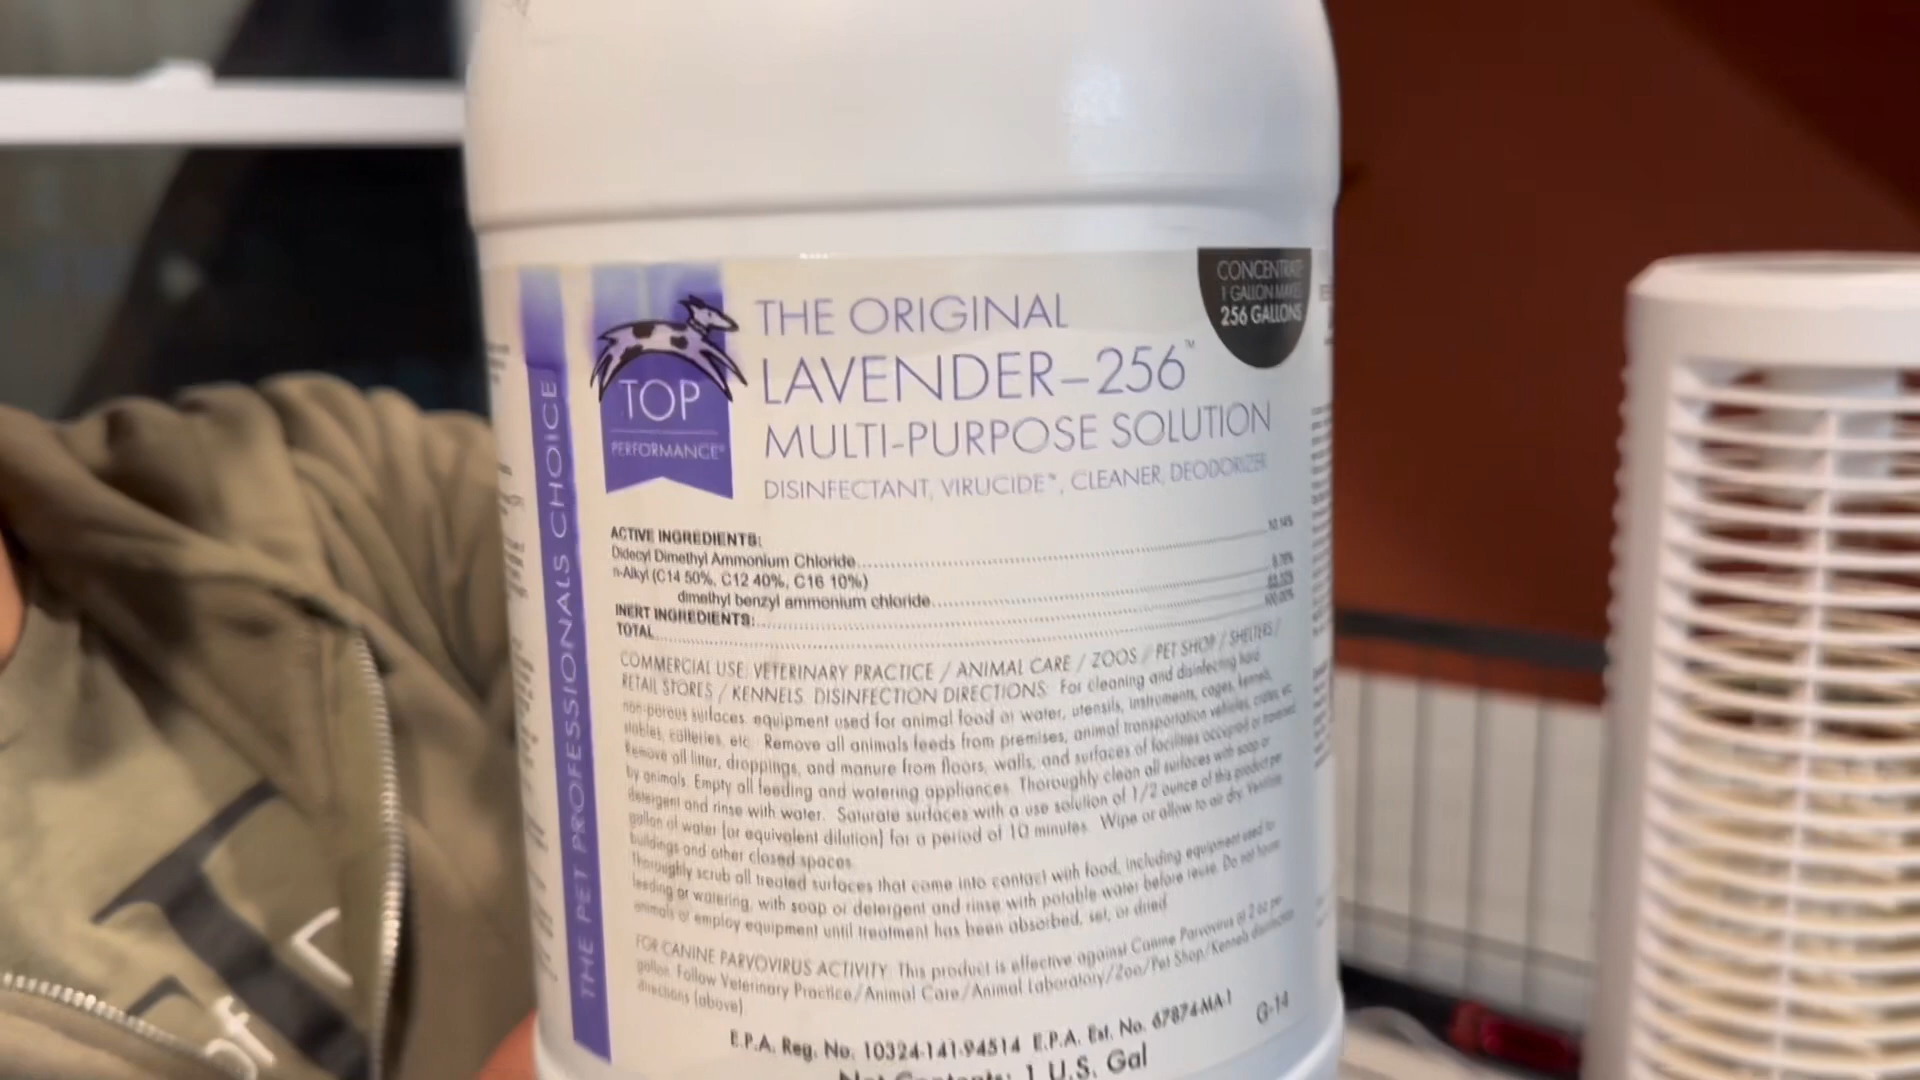 THE PET PROFESSIONALS CHOICE
TOP
PERFORMANCE®
THE ORIGINAL
LAVENDER-256™
MULTI-PURPOSE SOLUTION
DISINFECTANT, VIRUCIDE™, CLEANER, DEODORIZER
CONCENTRATE
1 GALLON MAKES
256 GALLONS
ACTIVE INGREDIENTS:
Didecyl Dimethyl Ammonium Chloride 10.14%
n-Alkyl (C14 50%, C12 40%, C16 10%)
dimethyl benzyl ammonium chloride
INERT INGREDIENTS:
TOTAL 100.00%
COMMERCIAL USE: VETERINARY PRACTICE / ANIMAL CARE / ZOOS / PET SHOP / SHELTERS /
RETAIL STORES / KENNELS. DISINFECTION DIRECTIONS: For cleaning and disinfecting hard
non-porous surfaces, equipment used for animal food or water, utensils, instruments, cages, kennels,
stables, catteries, etc. Remove all animals feeds from premises, animal transportation vehicles, crates, etc.
Remove all litter, droppings, and manure from floors, walls, and surfaces of facilities occupied or traversed
by animals. Empty all feeding and watering appliances. Thoroughly clean all surfaces with soap or
detergent and rinse with water. Saturate surfaces with a use solution of 1/2 ounce of this product per
gallon of water (or equivalent dilution) for a period of 10 minutes. Wipe or allow to air dry. Ventilate
buildings and other closed spaces.
Thoroughly scrub all treated surfaces that come into contact with food, including equipment used for
feeding or watering, with soap or detergent and rinse with potable water before reuse. Do not house
animals or employ equipment until treatment has been absorbed, set, or dried.
FOR CANINE PARVOVIRUS ACTIVITY: This product is effective against Canine Parvovirus @ 2 oz per
gallon. Follow Veterinary Practice/Animal Care/Animal Laboratory/Zoo/Pet Shop/Kennels disinfection
directions (above).
E.P.A. Reg. No. 10324-141-94514 E.P.A. Est. No. 67874-MA-1
G-14
Net Contents: 1 U.S. Gal
of